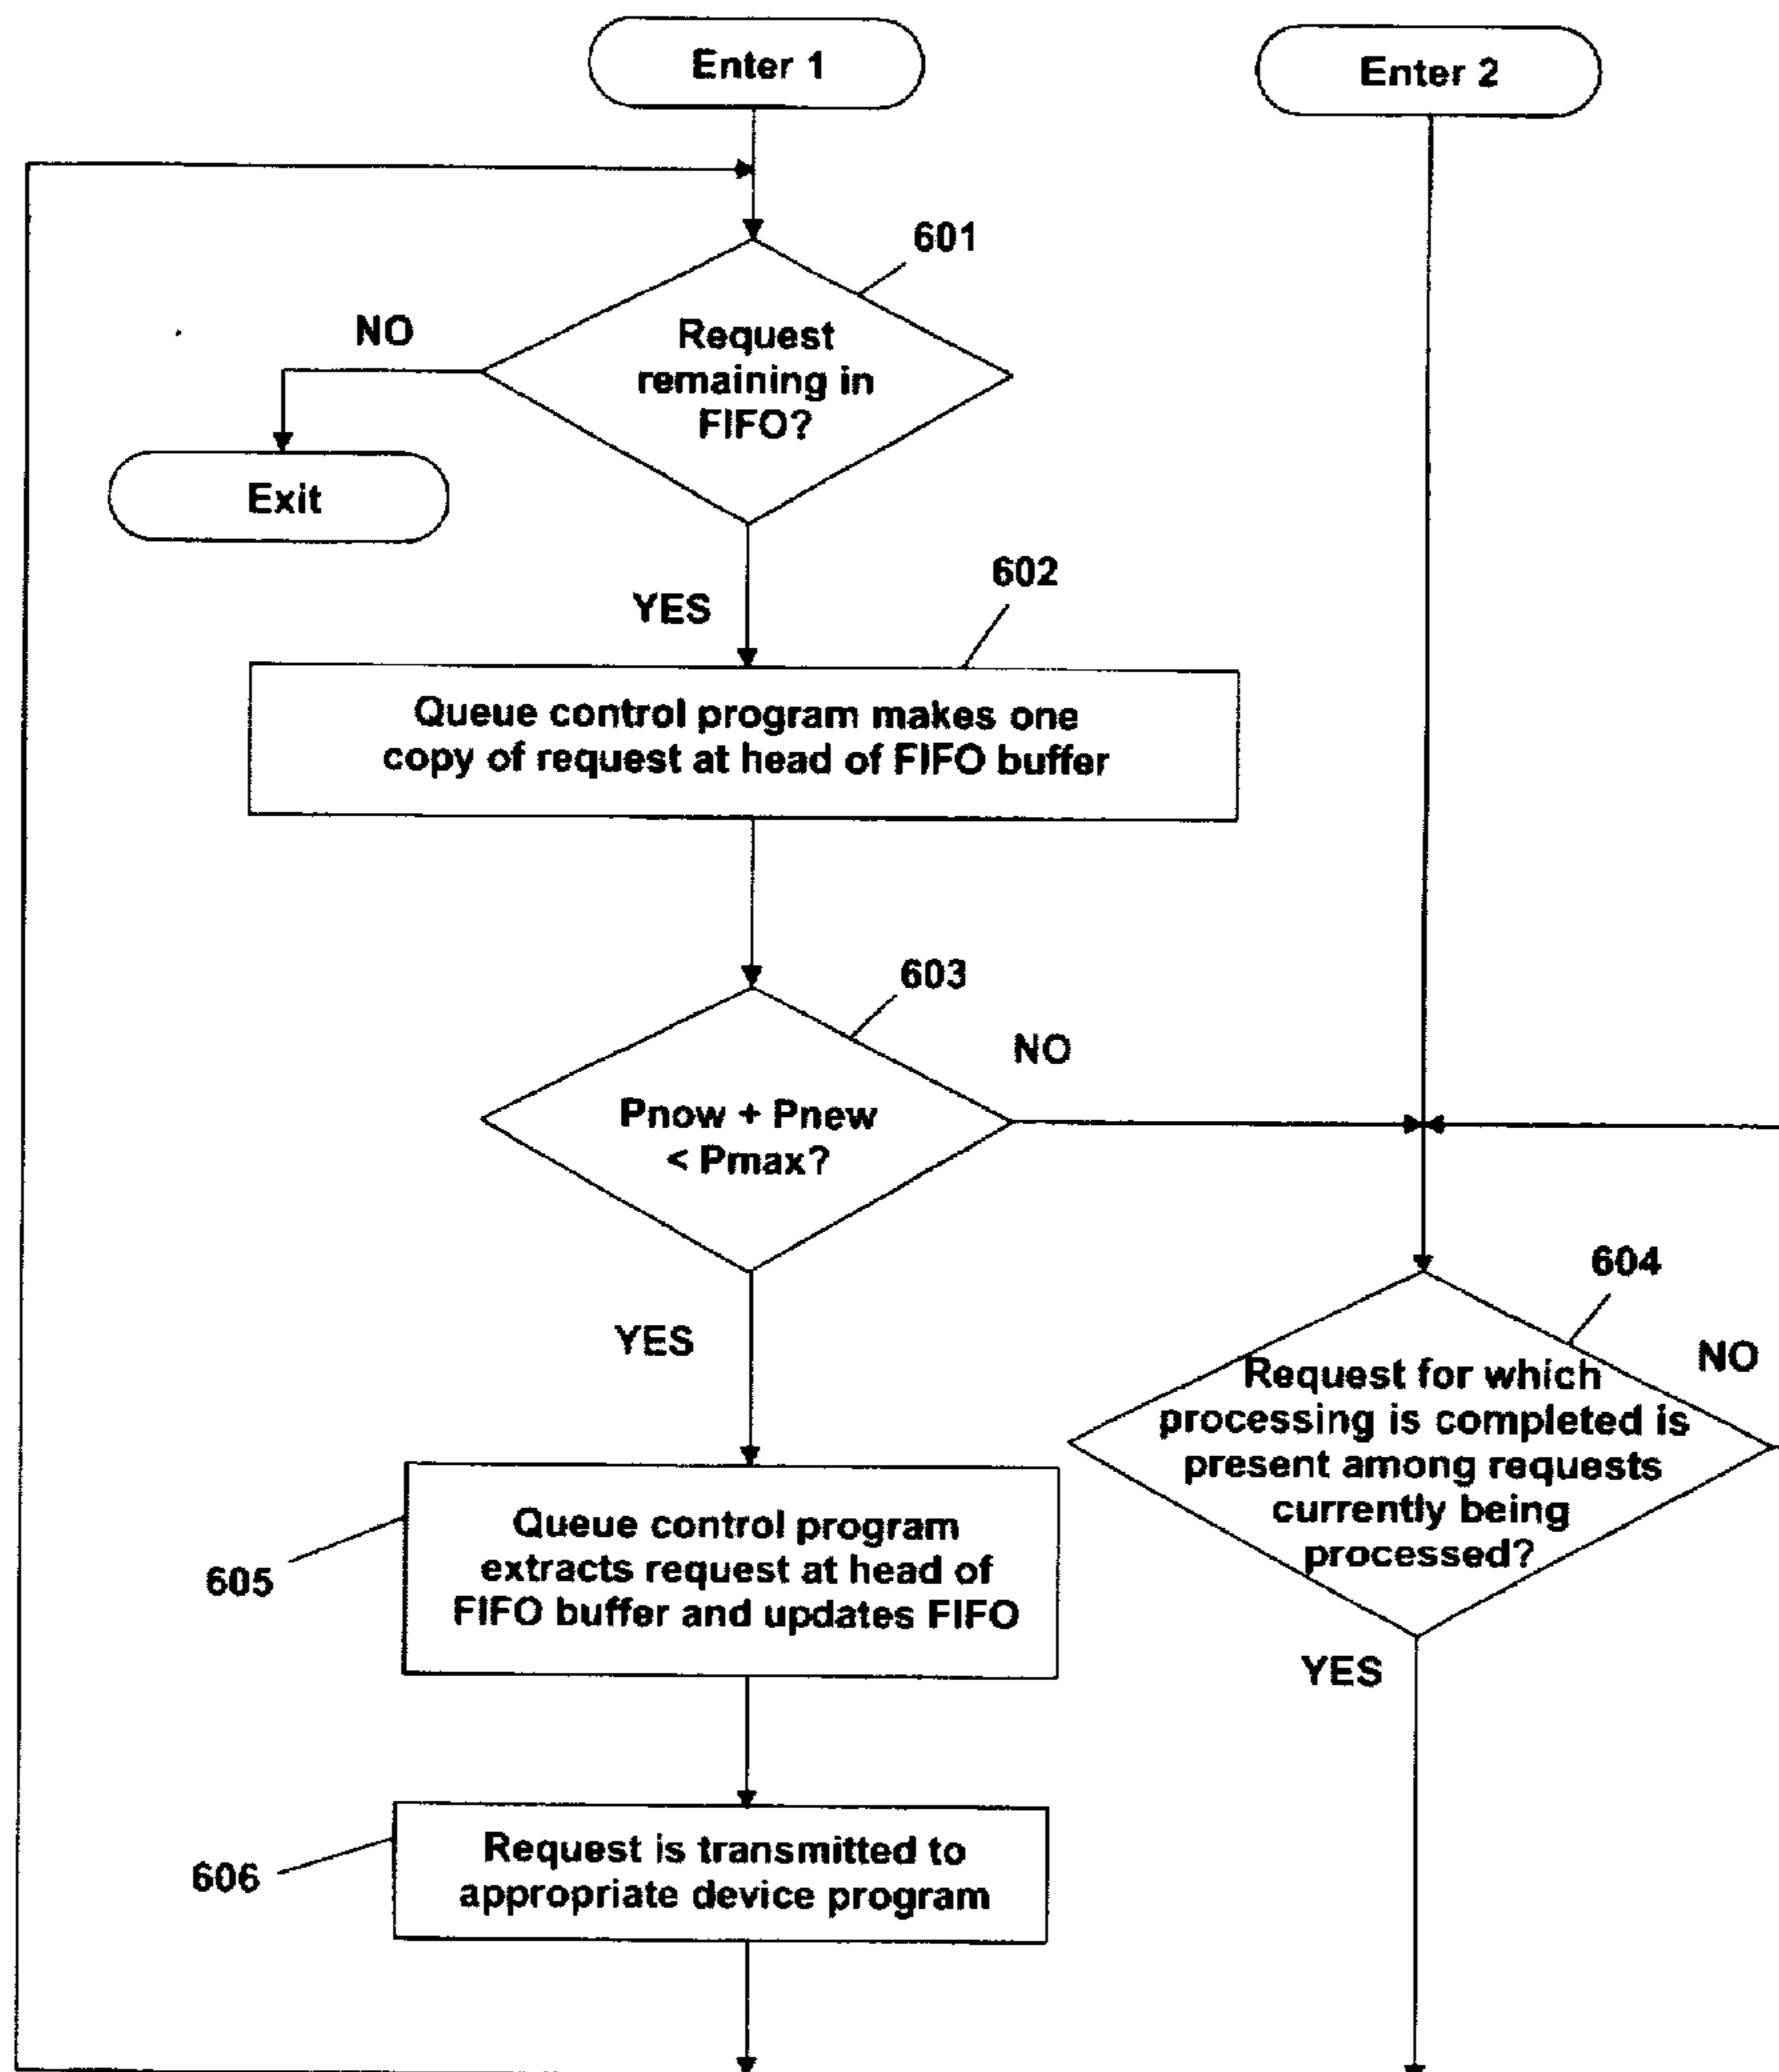 Enter 1
Enter 2
601
NO
Request
remaining in
FIFO?
Exit
602
YES
Queue control program makes one
copy of request at head of FIFO buffer
603
NO
Pnow + Pnew
< Pmax?
604
YES
NO
Request for which
processing is completed is
present among requests
currently being
processed?
605
Queue control program
extracts request at head of
FIFO buffer and updates FIFO
YES
606
Request is transmitted to
appropriate device program